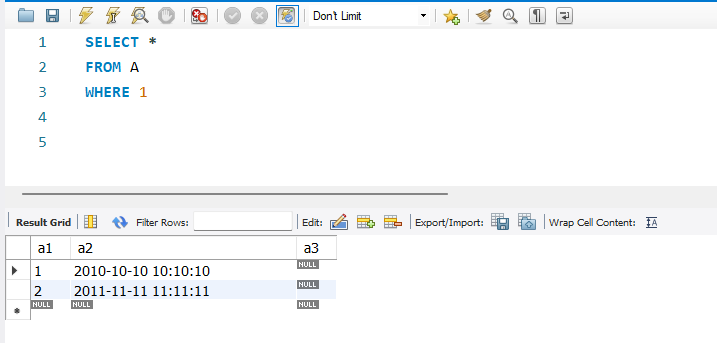 Don't Limit
1 SELECT *
2 FROM A
3 WHERE 1
4
5
Result Grid Filter Rows: Edit: Export/Import: Wrap Cell Content:
a1 a2 a3
1 2010-10-10 10:10:10 NULL
2 2011-11-11 11:11:11 NULL
NULL NULL NULL